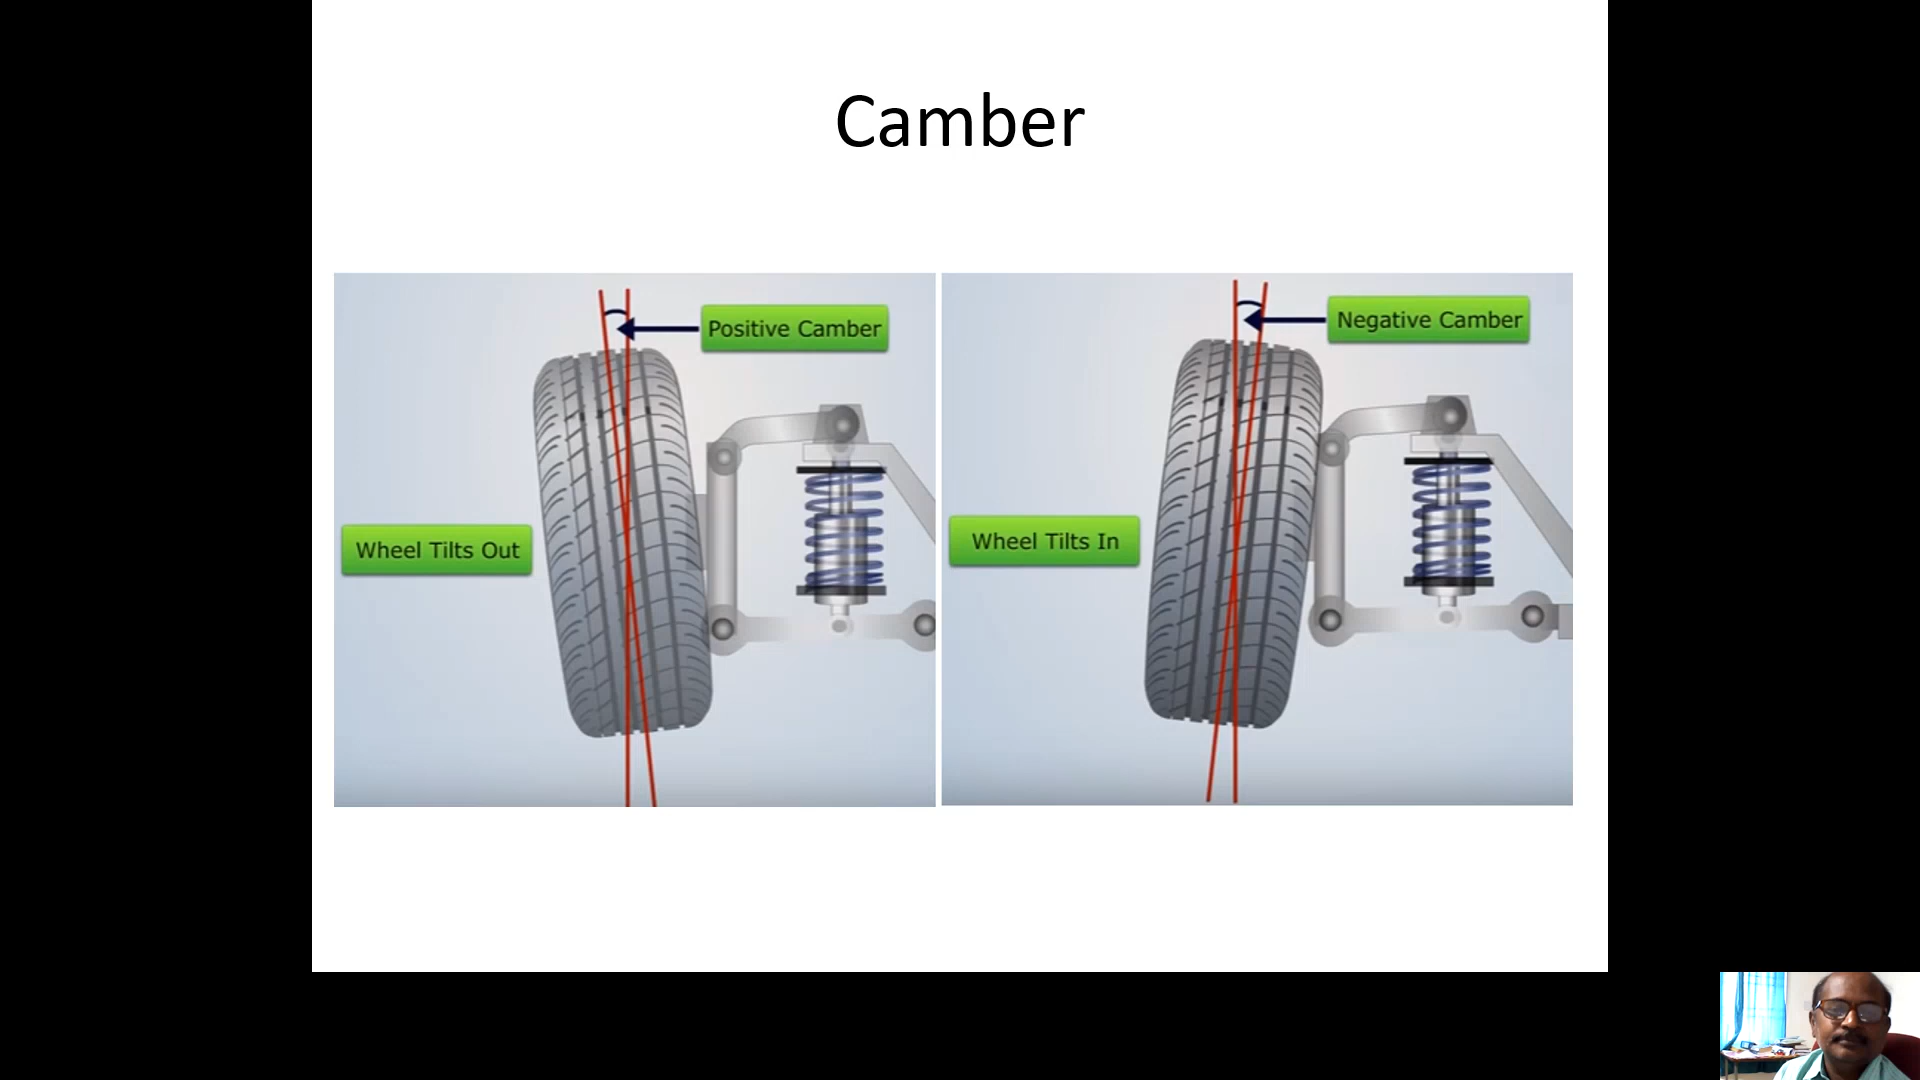 Camber
Positive Camber
Wheel Tilts Out
Negative Camber
Wheel Tilts In